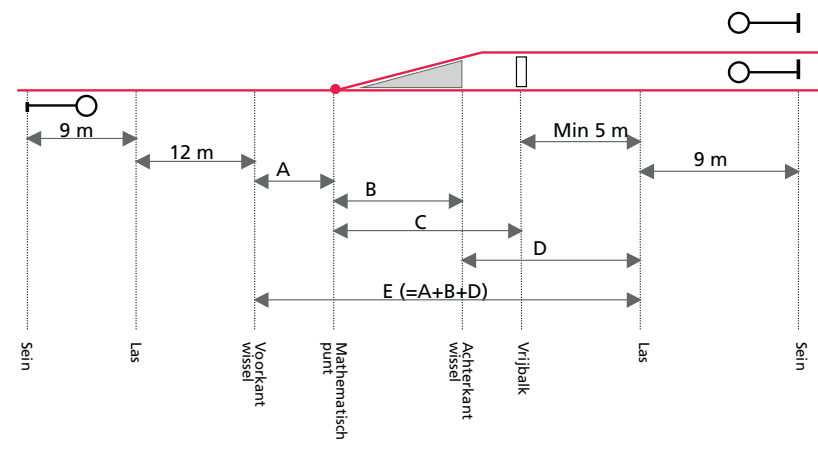 9 m
Min 5 m
12 m
9 m
A
B
C
D
E (=A+B+D)
Sein
Las
Voorkant
wissel
Mathematisch
punt
Achterkant
wissel
Vrijbalk
Las
Sein